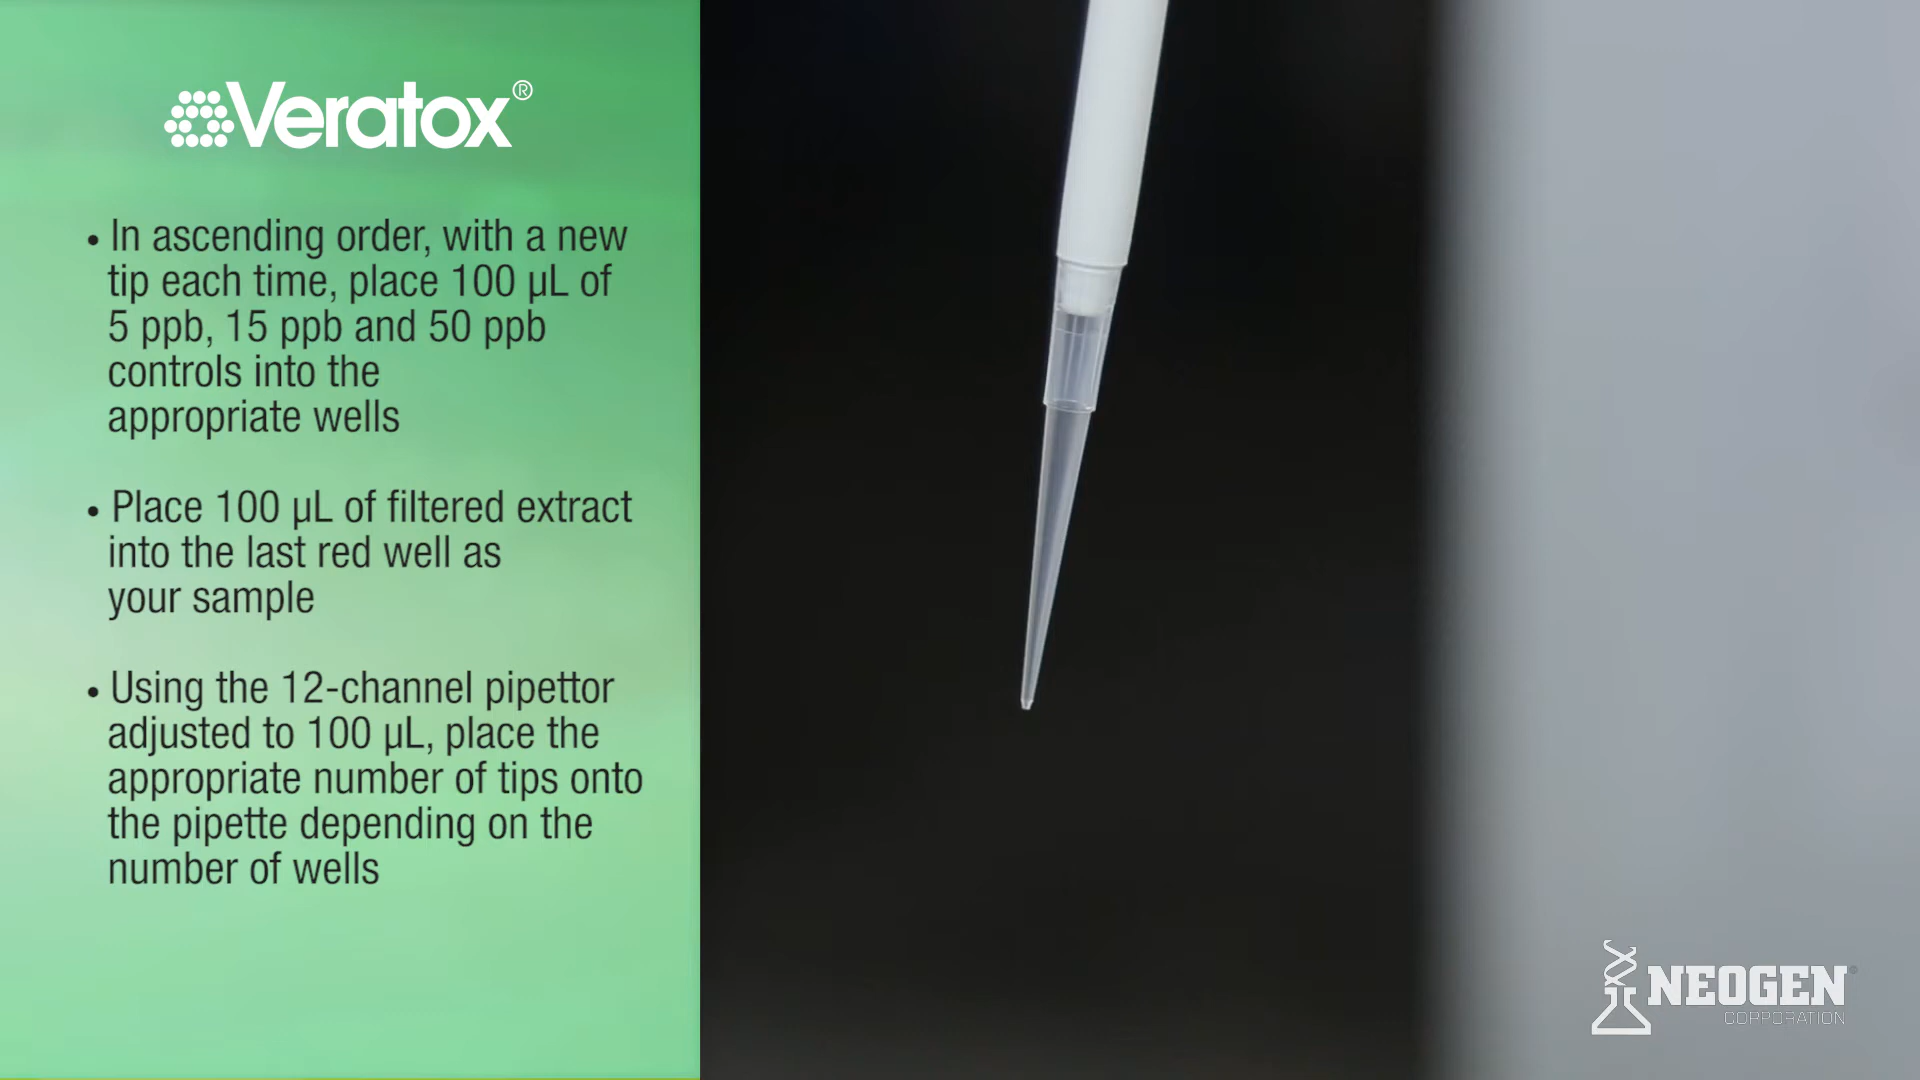 Veratox®
• In ascending order, with a new
tip each time, place 100 µL of
5 ppb, 15 ppb and 50 ppb
controls into the
appropriate wells
• Place 100 µL of filtered extract
into the last red well as
your sample
• Using the 12-channel pipettor
adjusted to 100 µL, place the
appropriate number of tips onto
the pipette depending on the
number of wells
NEOGEN®
CORPORATION